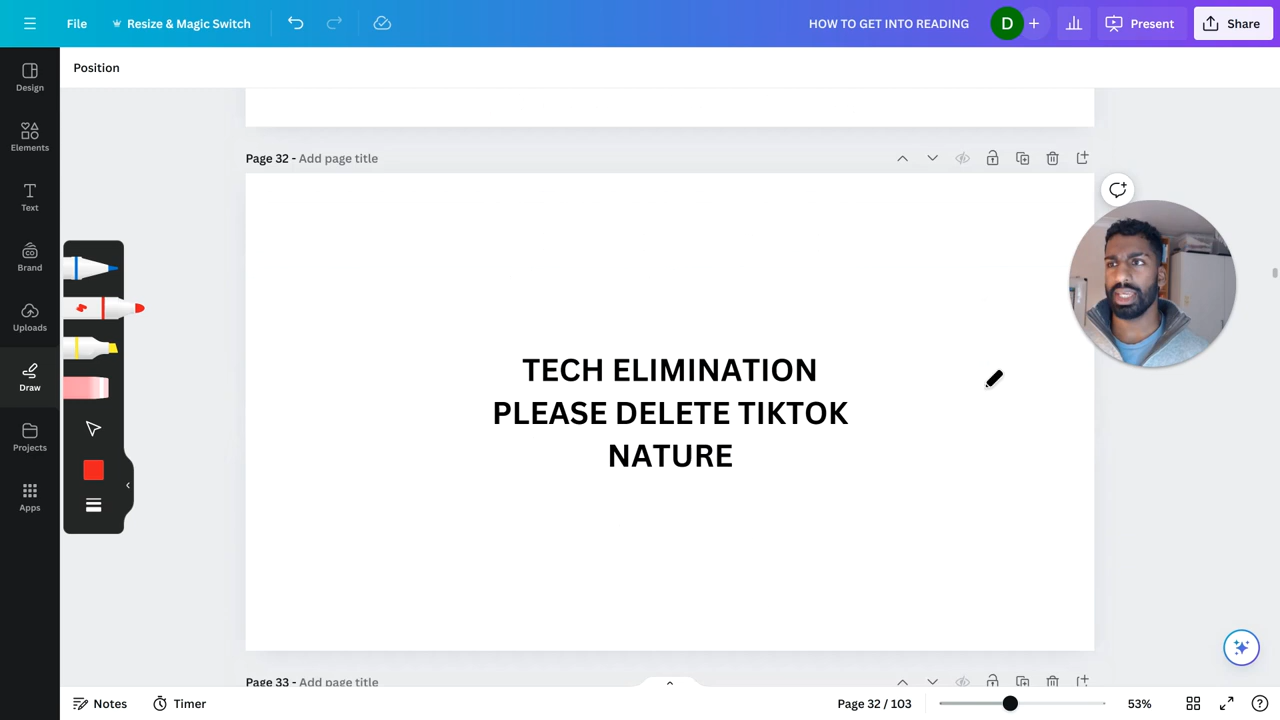 File
Resize & Magic Switch
HOW TO GET INTO READING
D
Present
Share
Position
Design
Elements
Text
Brand
Uploads
Draw
Projects
Apps
Page 32 - Add page title
TECH ELIMINATION
PLEASE DELETE TIKTOK
NATURE
Page 33 - Add page title
Notes
Timer
Page 32 / 103
53%